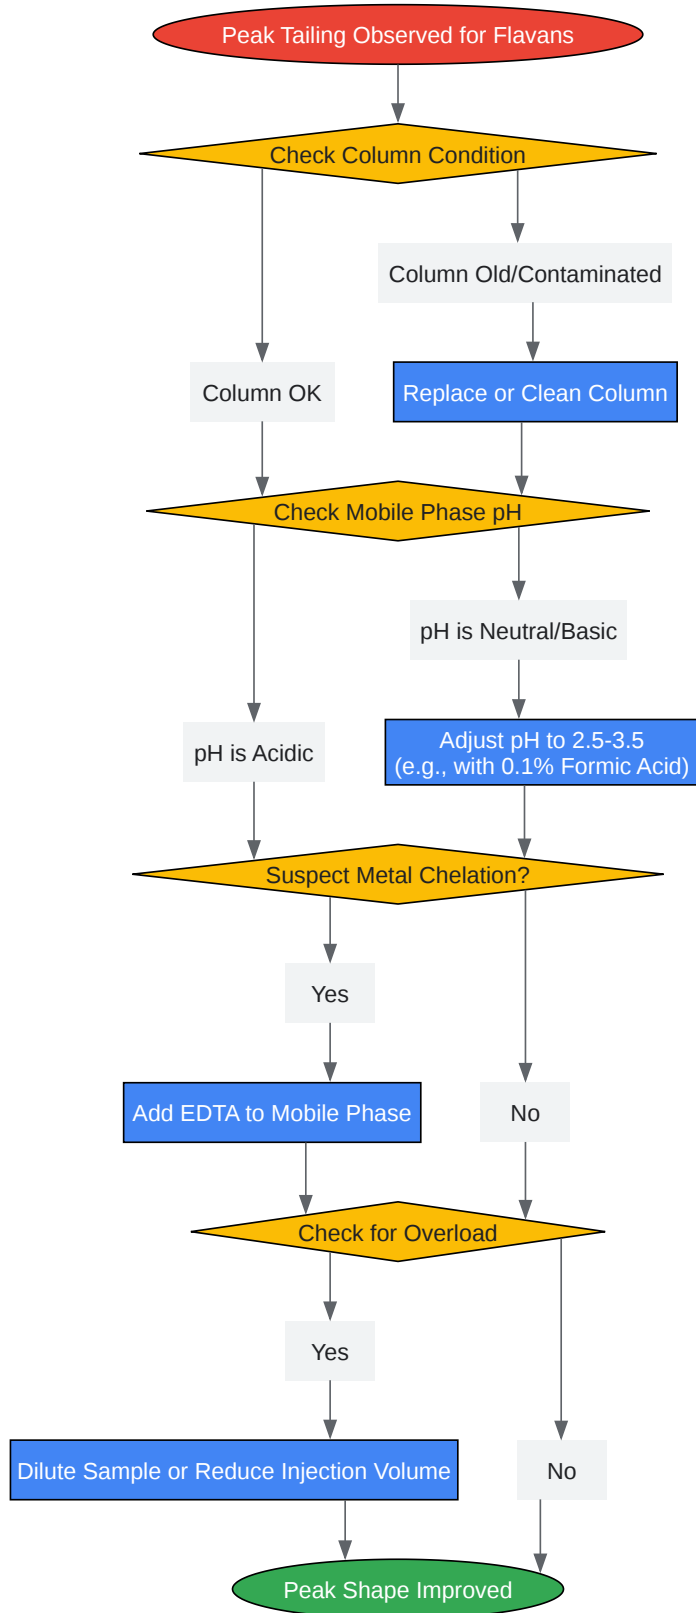 Peak Tailing Observed for Flavans
Check Column Condition
Column Old/Contaminated
Column OK
Replace or Clean Column
Check Mobile Phase pH
pH is Neutral/Basic
pH is Acidic
Adjust pH to 2.5-3.5
(e.g., with 0.1% Formic Acid)
Suspect Metal Chelation?
Yes
Add EDTA to Mobile Phase
No
Check for Overload
Yes
Dilute Sample or Reduce Injection Volume
No
Peak Shape Improved